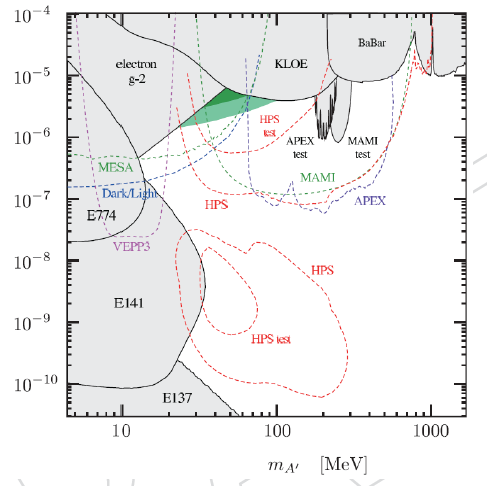 10⁻⁴
10⁻⁵
10⁻⁶
10⁻⁷
10⁻⁸
10⁻⁹
10⁻¹⁰
electron
g-2
KLOE
BaBar
HPS
test
APEX
test
MAMI
test
MESA
MAMI
Dark/Light
HPS
APEX
E774
VEPP3
HPS
E141
HPS test
E137
10
100
1000
m_A′ [MeV]